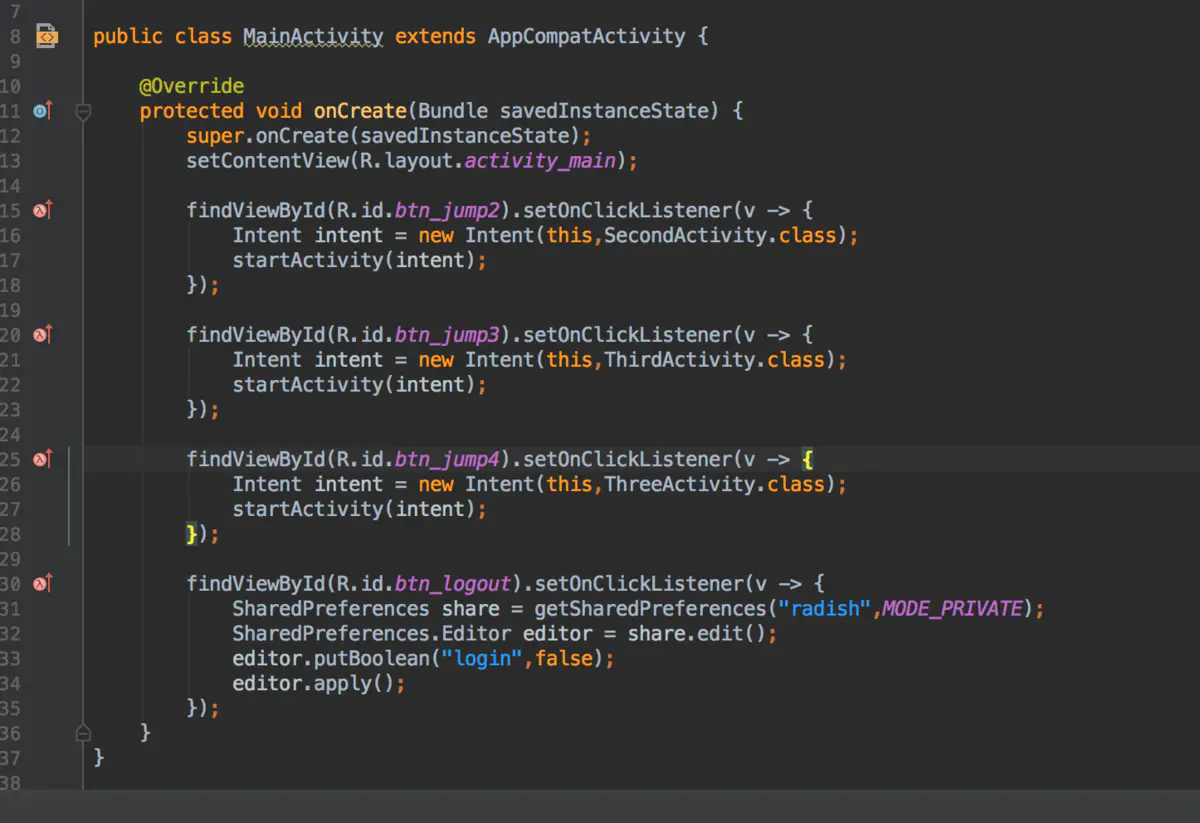 7
8 public class MainActivity extends AppCompatActivity {
9
10 @Override
11 protected void onCreate(Bundle savedInstanceState) {
12 super.onCreate(savedInstanceState);
13 setContentView(R.layout.activity_main);
14
15 findViewById(R.id.btn_jump2).setOnClickListener(v -> {
16 Intent intent = new Intent(this,SecondActivity.class);
17 startActivity(intent);
18 });
19
20 findViewById(R.id.btn_jump3).setOnClickListener(v -> {
21 Intent intent = new Intent(this,ThirdActivity.class);
22 startActivity(intent);
23 });
24
25 findViewById(R.id.btn_jump4).setOnClickListener(v -> {
26 Intent intent = new Intent(this,ThreeActivity.class);
27 startActivity(intent);
28 });
29
30 findViewById(R.id.btn_logout).setOnClickListener(v -> {
31 SharedPreferences share = getSharedPreferences("radish",MODE_PRIVATE);
32 SharedPreferences.Editor editor = share.edit();
33 editor.putBoolean("login",false);
34 editor.apply();
35 });
36 }
37 }
38